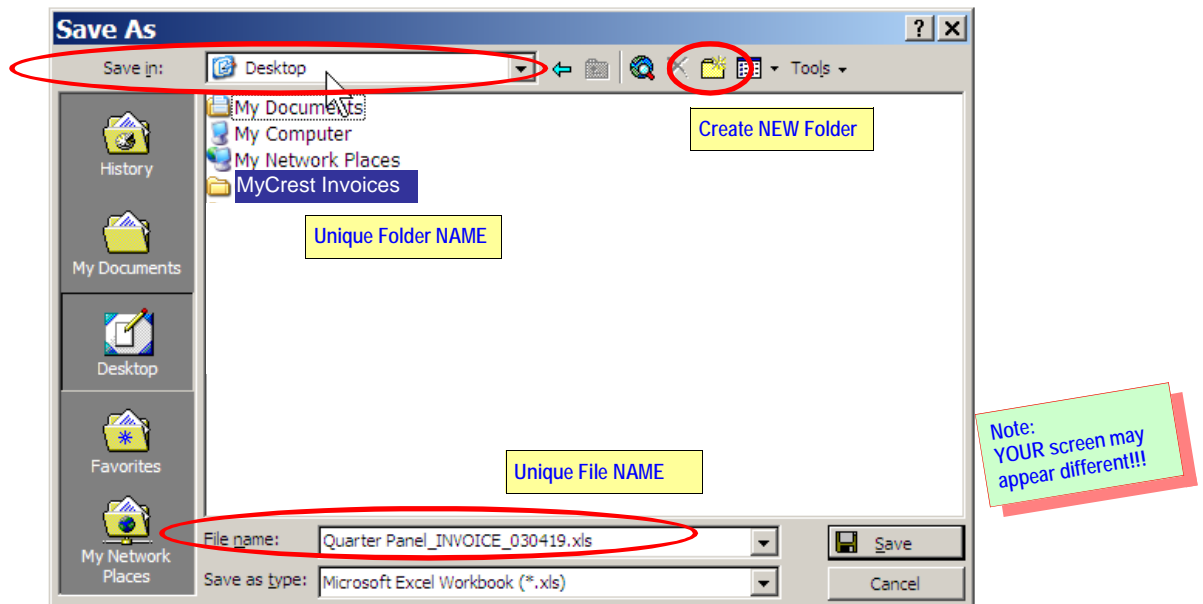 Save As
Save in:
Desktop
Tools
My Documents
My Computer
My Network Places
MyCrest Invoices
Create NEW Folder
Unique Folder NAME
History
My Documents
Desktop
Favorites
My Network
Places
Unique File NAME
Note:
YOUR screen may
appear different!!!
File name:
Quarter Panel_INVOICE_030419.xls
Save
Save as type:
Microsoft Excel Workbook (*.xls)
Cancel